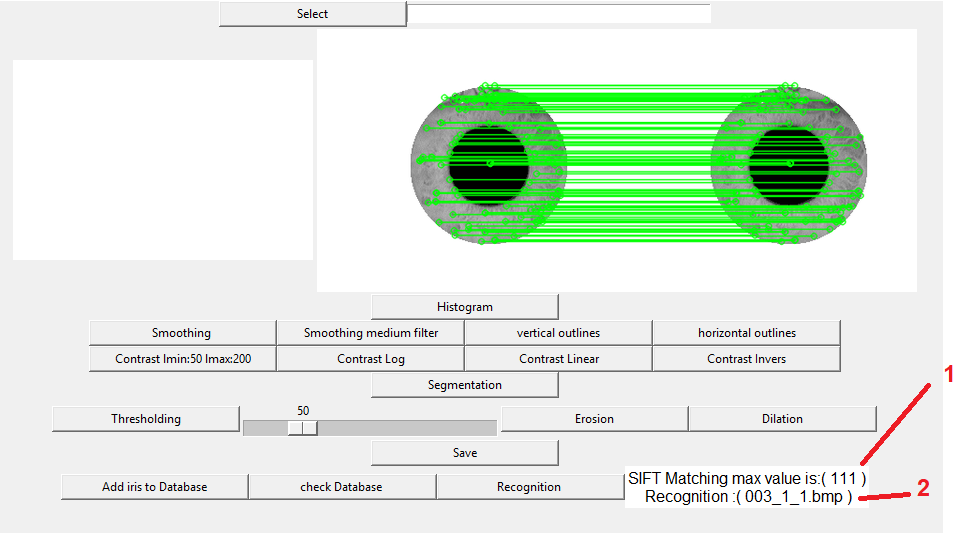 Select
Histogram
Smoothing Smoothing medium filter vertical outlines horizontal outlines
Contrast Imin:50 Imax:200 Contrast Log Contrast Linear Contrast Invers
Segmentation
50
Thresholding Erosion Dilation
Save
1
SIFT Matching max value is:( 111 )
Add iris to Database check Database Recognition
Recognition :( 003_1_1.bmp )
2